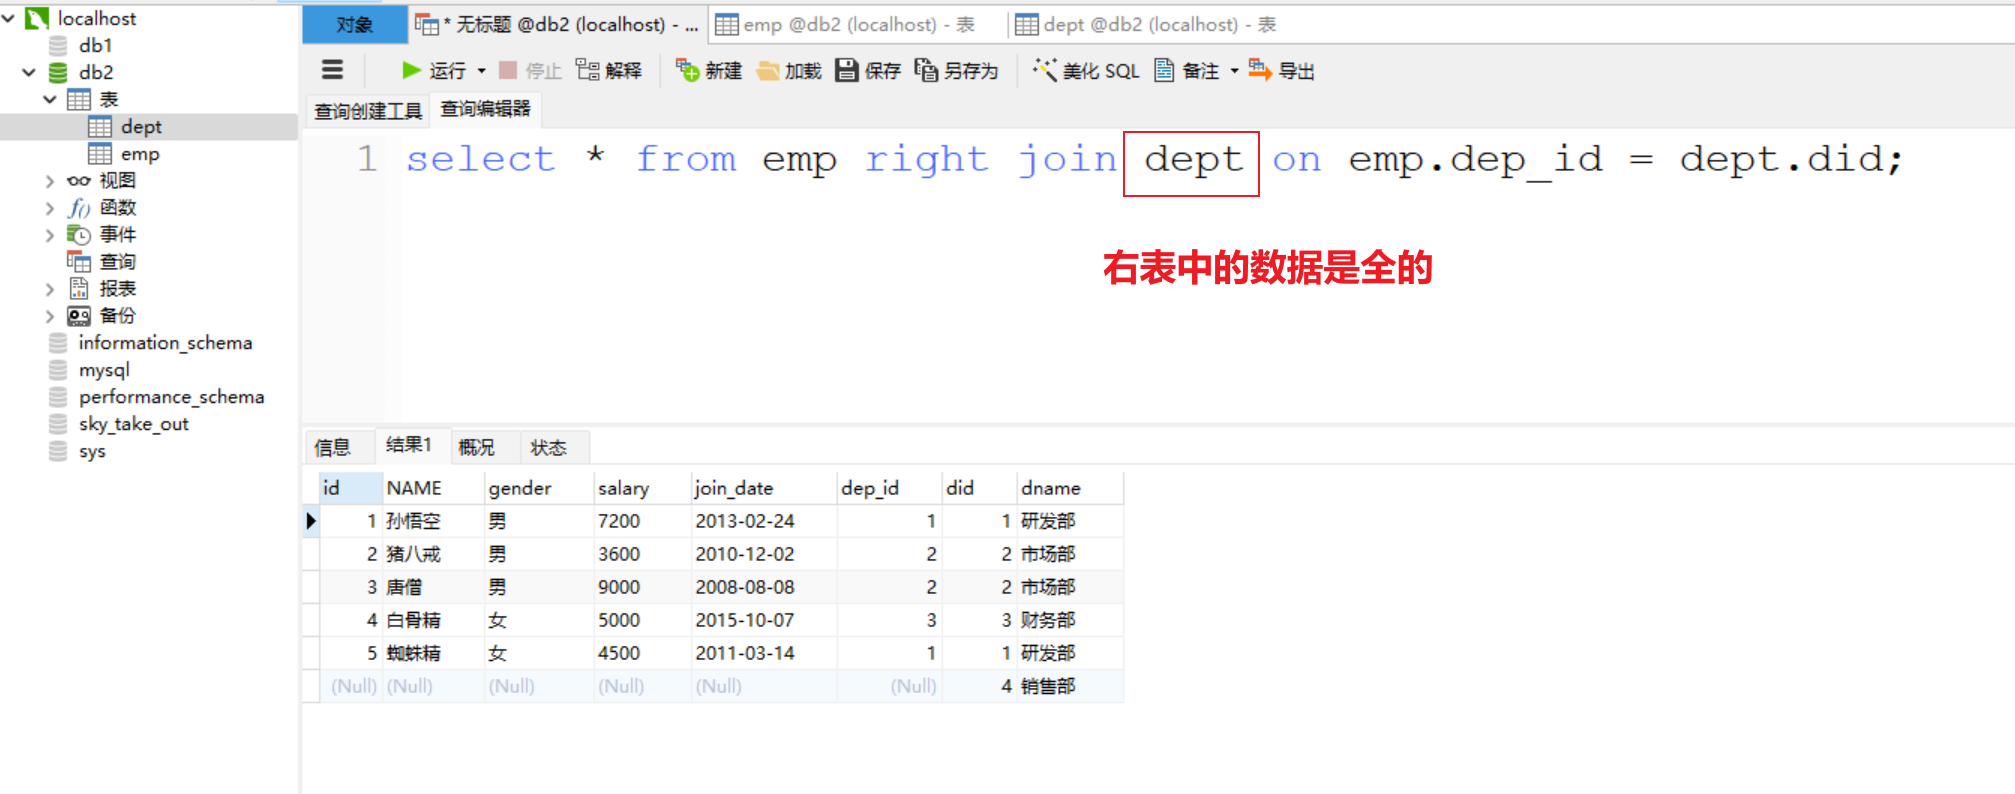 localhost
db1
db2
表
dept
emp
视图
函数
事件
查询
报表
备份
information_schema
mysql
performance_schema
sky_take_out
sys
对象 * 无标题 @db2 (localhost) - ... emp @db2 (localhost) - 表 dept @db2 (localhost) - 表
运行 停止 解释 新建 加载 保存 另存为 美化 SQL 备注 导出
查询创建工具 查询编辑器
1 select * from emp right join dept on emp.dep_id = dept.did;
右表中的数据是全的
信息 结果1 概况 状态
id NAME gender salary join_date dep_id did dname
1 孙悟空 男 7200 2013-02-24 1 1 研发部
2 猪八戒 男 3600 2010-12-02 2 2 市场部
3 唐僧 男 9000 2008-08-08 2 2 市场部
4 白骨精 女 5000 2015-10-07 3 3 财务部
5 蜘蛛精 女 4500 2011-03-14 1 1 研发部
(Null) (Null) (Null) (Null) (Null) (Null) 4 销售部